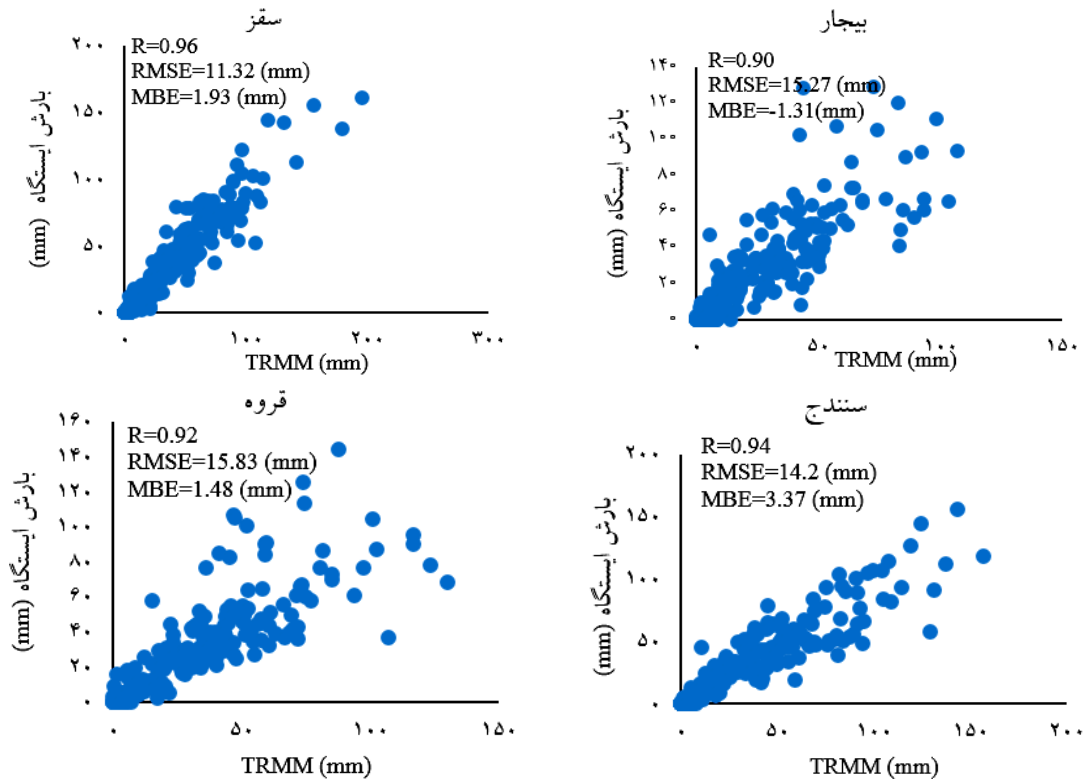 سقز
R=0.96
RMSE=11.32 (mm)
MBE=1.93 (mm)
۲۰۰
۱۵۰
۱۰۰
۵۰
۰
بارش ایستگاه (mm)
۰ ۱۰۰ ۲۰۰ ۳۰۰
TRMM (mm)
بیجار
R=0.90
RMSE=15.27 (mm)
MBE=-1.31(mm)
۱۴۰
۱۲۰
۱۰۰
۸۰
۶۰
۴۰
۲۰
۰
بارش ایستگاه (mm)
۰ ۵۰ ۱۰۰ ۱۵۰
TRMM (mm)
قروه
R=0.92
RMSE=15.83 (mm)
MBE=1.48 (mm)
۱۶۰
۱۴۰
۱۲۰
۱۰۰
۸۰
۶۰
۴۰
۲۰
۰
بارش ایستگاه (mm)
۰ ۵۰ ۱۰۰ ۱۵۰
TRMM (mm)
سنندج
R=0.94
RMSE=14.2 (mm)
MBE=3.37 (mm)
۲۰۰
۱۵۰
۱۰۰
۵۰
۰
بارش ایستگاه (mm)
۰ ۵۰ ۱۰۰ ۱۵۰ ۲۰۰
TRMM (mm)